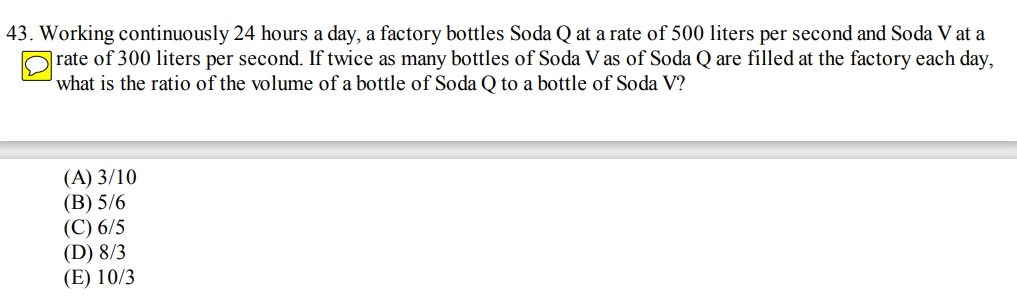 43. Working continuously 24 hours a day, a factory bottles Soda Q at a rate of 500 liters per second and Soda V at a
rate of 300 liters per second. If twice as many bottles of Soda V as of Soda Q are filled at the factory each day,
what is the ratio of the volume of a bottle of Soda Q to a bottle of Soda V?
(A) 3/10
(B) 5/6
(C) 6/5
(D) 8/3
(E) 10/3